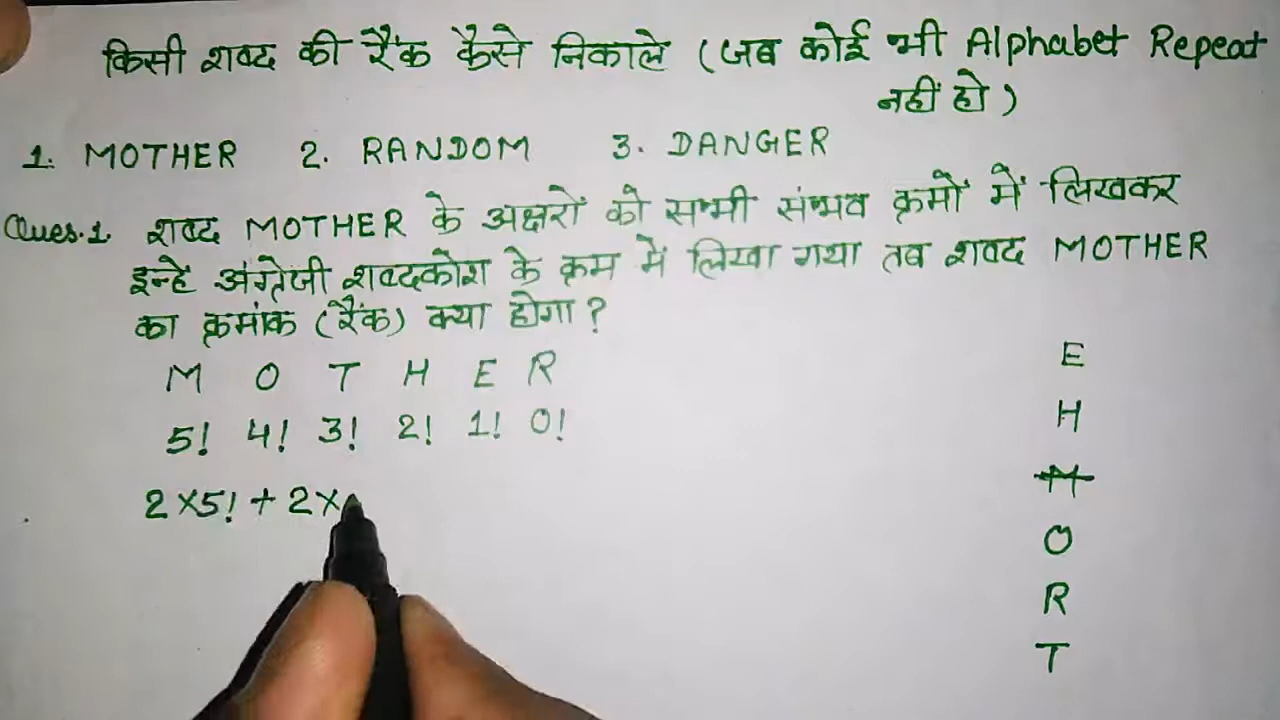 किसी शब्द की रैंक कैसे निकाले (जब कोई भी Alphabet Repeat
नहीं हो)
1. MOTHER 2. RANDOM 3. DANGER
Ques.1. शब्द MOTHER के अक्षरों को सभी संभव क्रमों में लिखकर
इन्हे अंग्रेजी शब्दकोश के क्रम में लिखा गया तब शब्द MOTHER
का क्रमांक (रैंक) क्या होगा?
M O T H E R
5! 4! 3! 2! 1! 0!
2×5! + 2×
E
H
M
O
R
T